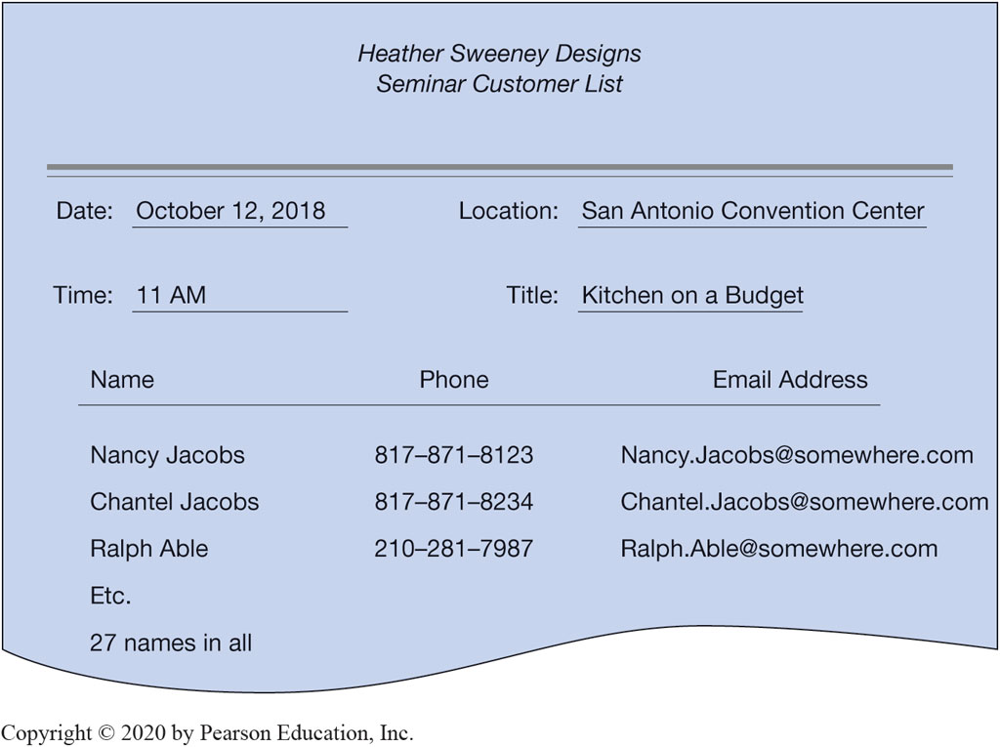 Heather Sweeney Designs
Seminar Customer List
Date: October 12, 2018 Location: San Antonio Convention Center
Time: 11 AM Title: Kitchen on a Budget
Name Phone Email Address
Nancy Jacobs 817–871–8123 Nancy.Jacobs@somewhere.com
Chantel Jacobs 817–871–8234 Chantel.Jacobs@somewhere.com
Ralph Able 210–281–7987 Ralph.Able@somewhere.com
Etc.
27 names in all
Copyright © 2020 by Pearson Education, Inc.